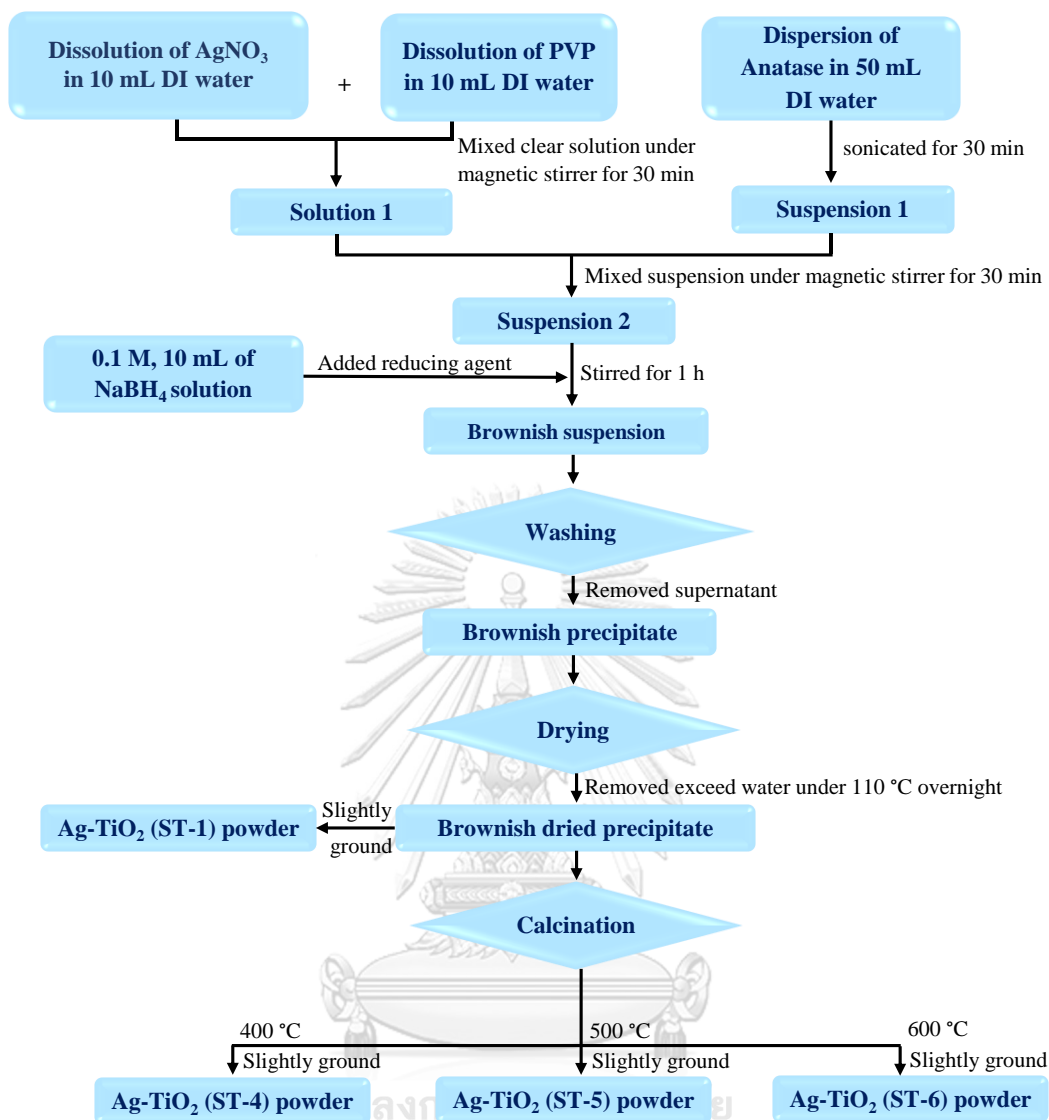 Dissolution of AgNO₃
in 10 mL DI water
+
Dissolution of PVP
in 10 mL DI water
Dispersion of
Anatase in 50 mL
DI water
Mixed clear solution under
magnetic stirrer for 30 min
sonicated for 30 min
Solution 1
Suspension 1
Mixed suspension under magnetic stirrer for 30 min
Suspension 2
0.1 M, 10 mL of
NaBH₄ solution
Added reducing agent
Stirred for 1 h
Brownish suspension
Washing
Removed supernatant
Brownish precipitate
Drying
Removed exceed water under 110 °C overnight
Slightly
ground
Ag-TiO₂ (ST-1) powder
Brownish dried precipitate
Calcination
400 °C
Slightly ground
500 °C
Slightly ground
600 °C
Slightly ground
Ag-TiO₂ (ST-4) powder
Ag-TiO₂ (ST-5) powder
Ag-TiO₂ (ST-6) powder